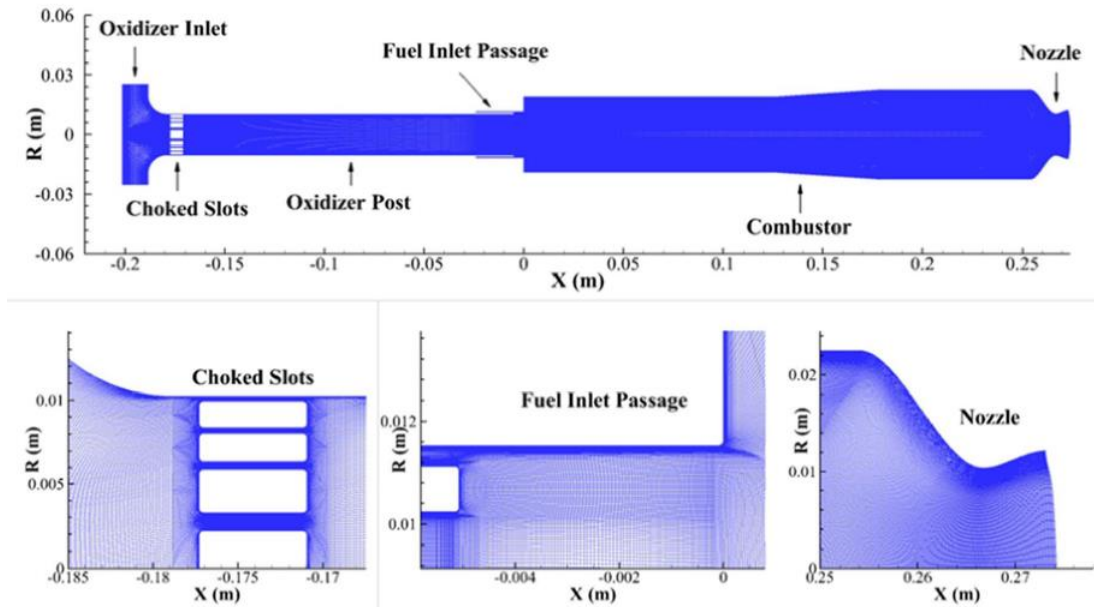 0.06
Oxidizer Inlet
Fuel Inlet Passage
Nozzle
0.03
R (m)
0
-0.03
Choked Slots
Oxidizer Post
Combustor
-0.06
-0.2 -0.15 -0.1 -0.05 0 0.05 0.1 0.15 0.2 0.25
X (m)
Choked Slots
0.01
R (m)
0.005
0
-0.185 -0.18 -0.175 -0.17
X (m)
Fuel Inlet Passage
0.012
R (m)
0.01
-0.004 -0.002 0
X (m)
0.02
Nozzle
R (m)
0.01
0
0.25 0.26 0.27
X (m)